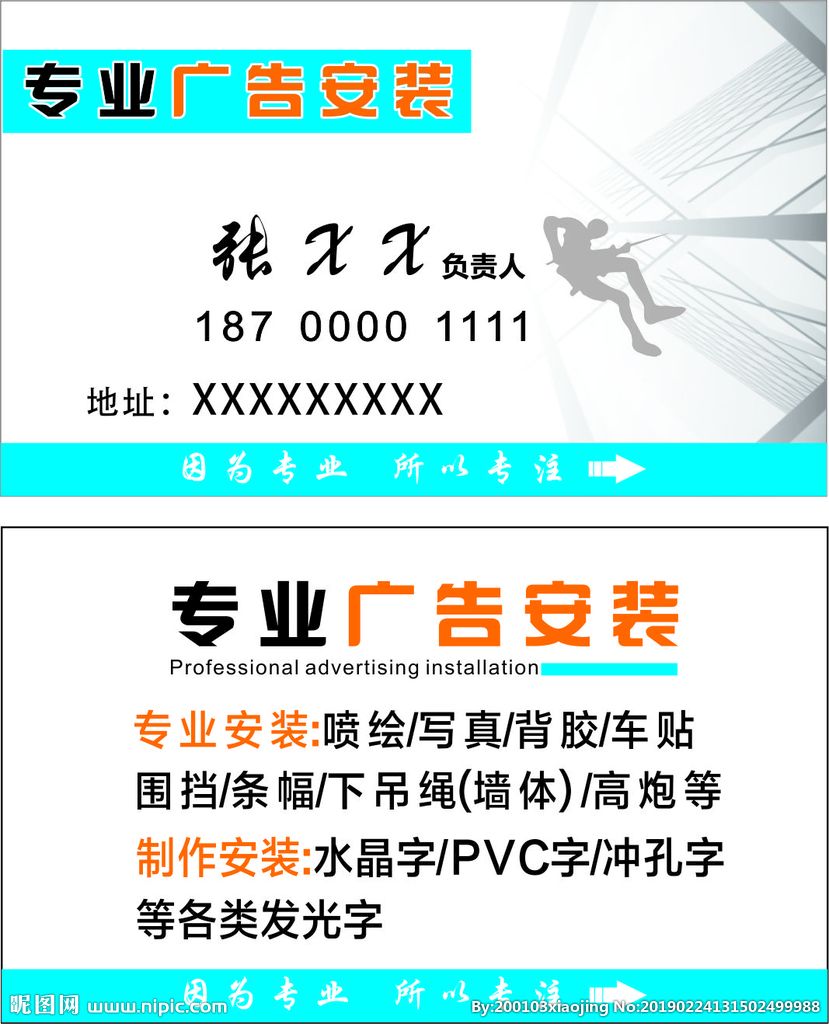 专业广告安装
张 X X 负责人
187 0000 1111
地址：XXXXXXXXX
因为专业 所以专注
专业广告安装
Professional advertising installation
专业安装:喷绘/写真/背胶/车贴
围挡/条幅/下吊绳(墙体)/高炮等
制作安装:水晶字/PVC字/冲孔字
等各类发光字
因为专业 所以专注
昵图网 www.nipic.com By:200103xiaojing No:20190224131502499988